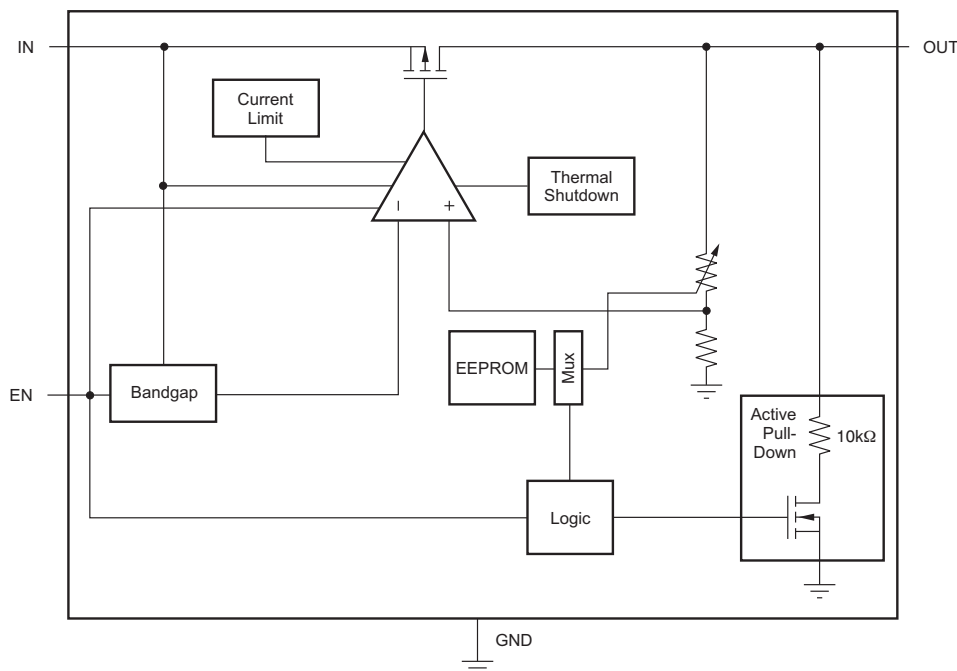 IN
OUT
Current
Limit
Thermal
Shutdown
EEPROM
Mux
EN
Bandgap
Active
Pull-
Down
10kΩ
Logic
GND